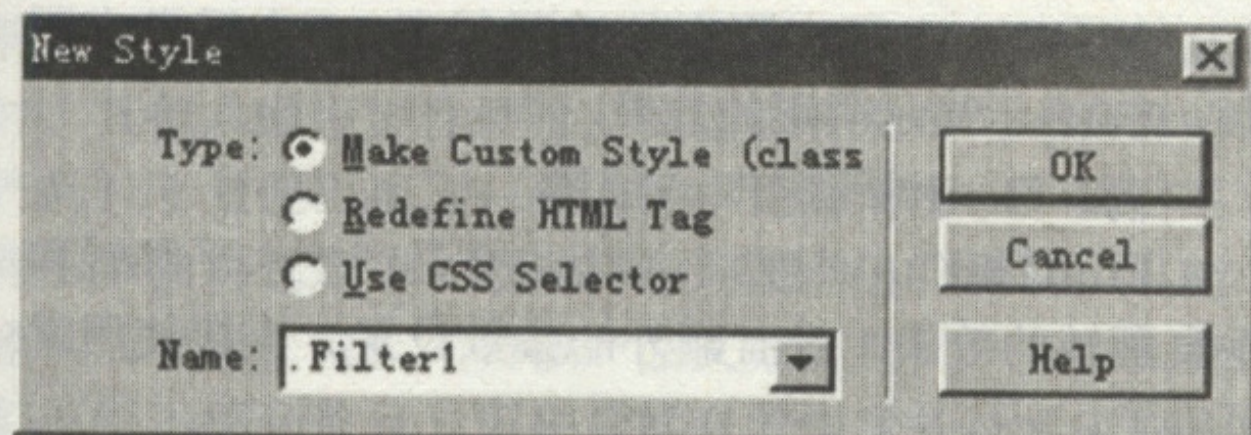 New Style
Type: Make Custom Style (class
Redefine HTML Tag
Use CSS Selector
Name: .Filter1
OK
Cancel
Help